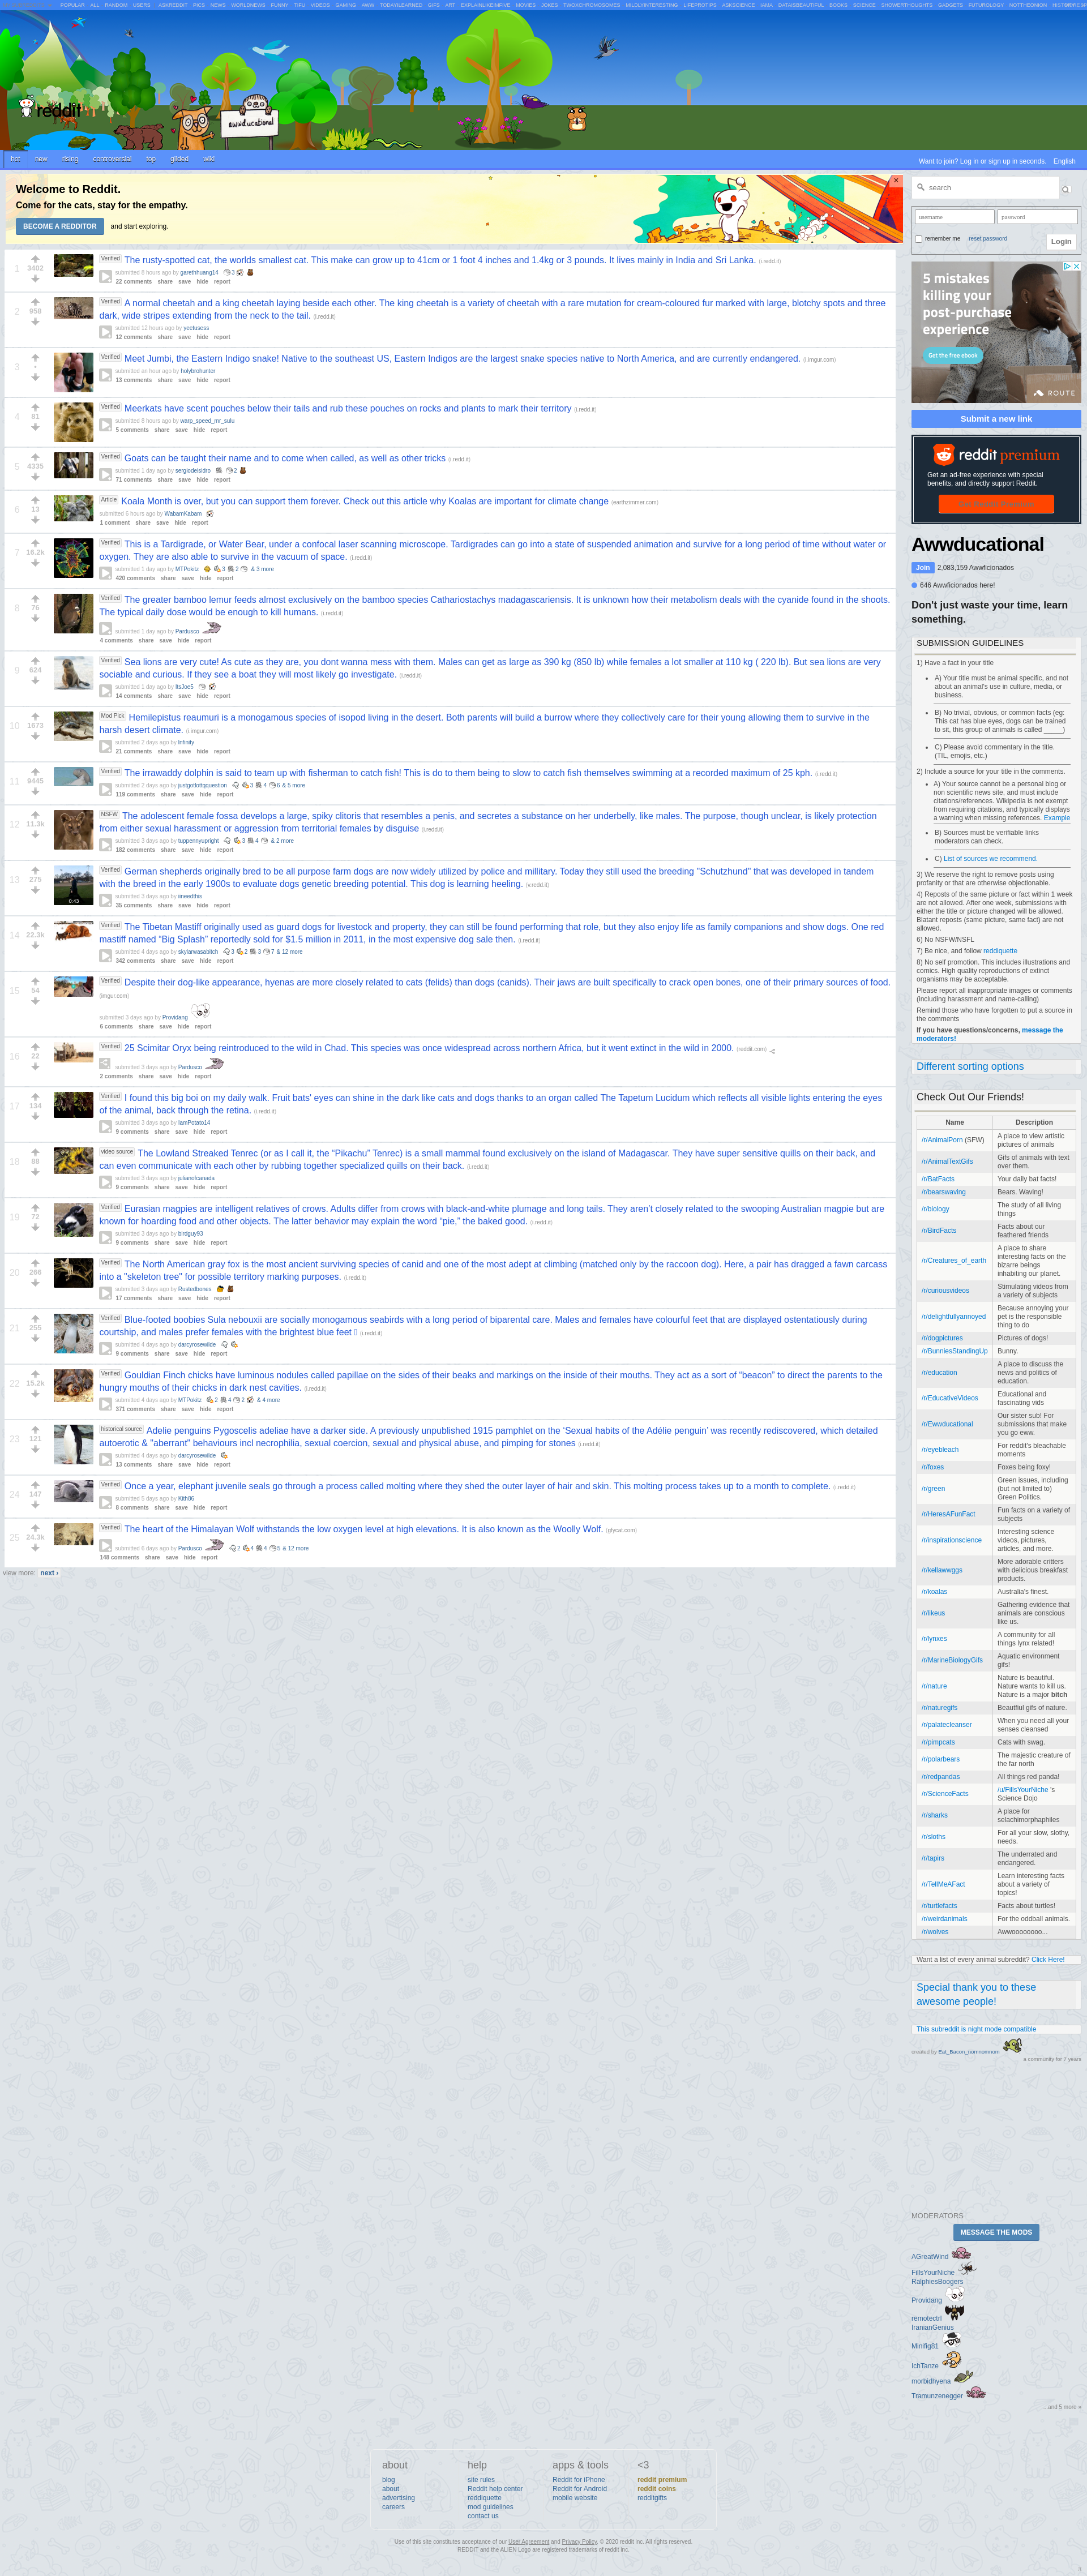 POPULAR ALL RANDOM USERS ASKREDDIT PICS NEWS WORLDNEWS FUNNY TIFU VIDEOS GAMING AWW TODAYILEARNED GIFS ART EXPLAINLIKEIMFIVE MOVIES JOKES TWOXCHROMOSOMES MILDLYINTERESTING LIFEPROTIPS ASKSCIENCE IAMA DATAISBEAUTIFUL BOOKS SCIENCE SHOWERTHOUGHTS GADGETS FUTUROLOGY NOTTHEONION
reddit
awwducational
hot new rising controversial top gilded wiki
Want to join? Log in or sign up in seconds. English
Welcome to Reddit.
Come for the cats, stay for the empathy.
BECOME A REDDITOR and start exploring.
1 3402 Verified The rusty-spotted cat, the worlds smallest cat. This make can grow up to 41cm or 1 foot 4 inches and 1.4kg or 3 pounds. It lives mainly in India and Sri Lanka. (i.redd.it)
submitted 8 hours ago by garethhuang14 3
22 comments share save hide report
2 958 Verified A normal cheetah and a king cheetah laying beside each other. The king cheetah is a variety of cheetah with a rare mutation for cream-coloured fur marked with large, blotchy spots and three
dark, wide stripes extending from the neck to the tail. (i.redd.it)
submitted 12 hours ago by yeetusess
12 comments share save hide report
3 • Verified Meet Jumbi, the Eastern Indigo snake! Native to the southeast US, Eastern Indigos are the largest snake species native to North America, and are currently endangered. (i.imgur.com)
submitted an hour ago by holybrohunter
13 comments share save hide report
4 81 Verified Meerkats have scent pouches below their tails and rub these pouches on rocks and plants to mark their territory (i.redd.it)
submitted 8 hours ago by warp_speed_mr_sulu
5 comments share save hide report
5 4335 Verified Goats can be taught their name and to come when called, as well as other tricks (i.redd.it)
submitted 1 day ago by sergiodeisidro 2
71 comments share save hide report
6 13 Article Koala Month is over, but you can support them forever. Check out this article why Koalas are important for climate change (earthzimmer.com)
submitted 6 hours ago by WabamKabam
1 comment share save hide report
7 16.2k Verified This is a Tardigrade, or Water Bear, under a confocal laser scanning microscope. Tardigrades can go into a state of suspended animation and survive for a long period of time without water or
oxygen. They are also able to survive in the vacuum of space. (i.redd.it)
submitted 1 day ago by MTPokitz 3 2 & 3 more
420 comments share save hide report
8 76 Verified The greater bamboo lemur feeds almost exclusively on the bamboo species Cathariostachys madagascariensis. It is unknown how their metabolism deals with the cyanide found in the shoots.
The typical daily dose would be enough to kill humans. (i.redd.it)
submitted 1 day ago by Pardusco
4 comments share save hide report
9 624 Verified Sea lions are very cute! As cute as they are, you dont wanna mess with them. Males can get as large as 390 kg (850 lb) while females a lot smaller at 110 kg ( 220 lb). But sea lions are very
sociable and curious. If they see a boat they will most likely go investigate. (i.redd.it)
submitted 1 day ago by ItsJoe5
14 comments share save hide report
10 1673 Mod Pick Hemilepistus reaumuri is a monogamous species of isopod living in the desert. Both parents will build a burrow where they collectively care for their young allowing them to survive in the
harsh desert climate. (i.imgur.com)
submitted 2 days ago by Infinity
21 comments share save hide report
11 9445 Verified The irrawaddy dolphin is said to team up with fisherman to catch fish! This is do to them being to slow to catch fish themselves swimming at a recorded maximum of 25 kph. (i.redd.it)
submitted 2 days ago by justgotlottqquestion 3 4 6 & 5 more
119 comments share save hide report
12 11.3k NSFW The adolescent female fossa develops a large, spiky clitoris that resembles a penis, and secretes a substance on her underbelly, like males. The purpose, though unclear, is likely protection
from either sexual harassment or aggression from territorial females by disguise (i.redd.it)
submitted 3 days ago by tuppennyupright 3 4 & 2 more
182 comments share save hide report
13 275 0:43 Verified German shepherds originally bred to be all purpose farm dogs are now widely utilized by police and military. Today they still used the breeding "Schutzhund" that was developed in tandem
with the breed in the early 1900s to evaluate dogs genetic breeding potential. This dog is learning heeling. (v.redd.it)
submitted 3 days ago by iineedthis
35 comments share save hide report
14 22.3k Verified The Tibetan Mastiff originally used as guard dogs for livestock and property, they can still be found performing that role, but they also enjoy life as family companions and show dogs. One red
mastiff named “Big Splash” reportedly sold for $1.5 million in 2011, in the most expensive dog sale then. (i.redd.it)
submitted 4 days ago by skylarwasabitch 3 2 3 7 & 12 more
342 comments share save hide report
15 54 Verified Despite their dog-like appearance, hyenas are more closely related to cats (felids) than dogs (canids). Their jaws are built specifically to crack open bones, one of their primary sources of food.
(imgur.com)
submitted 3 days ago by Providang
6 comments share save hide report
16 22 Verified 25 Scimitar Oryx being reintroduced to the wild in Chad. This species was once widespread across northern Africa, but it went extinct in the wild in 2000. (reddit.com)
submitted 3 days ago by Pardusco
2 comments share save hide report
17 134 Verified I found this big boi on my daily walk. Fruit bats' eyes can shine in the dark like cats and dogs thanks to an organ called The Tapetum Lucidum which reflects all visible lights entering the eyes
of the animal, back through the retina. (i.redd.it)
submitted 3 days ago by IamPotato14
9 comments share save hide report
18 88 video source The Lowland Streaked Tenrec (or as I call it, the “Pikachu” Tenrec) is a small mammal found exclusively on the island of Madagascar. They have super sensitive quills on their back, and
can even communicate with each other by rubbing together specialized quills on their back. (i.redd.it)
submitted 3 days ago by julianofcanada
9 comments share save hide report
19 72 Verified Eurasian magpies are intelligent relatives of crows. Adults differ from crows with black-and-white plumage and long tails. They aren't closely related to the swooping Australian magpie but are
known for hoarding food and other objects. The latter behavior may explain the word “pie,” the baked good. (i.redd.it)
submitted 3 days ago by birdguy93
9 comments share save hide report
20 266 Verified The North American gray fox is the most ancient surviving species of canid and one of the most adept at climbing (matched only by the raccoon dog). Here, a pair has dragged a fawn carcass
into a "skeleton tree" for possible territory marking purposes. (i.redd.it)
submitted 3 days ago by Rustedbones
17 comments share save hide report
21 255 Verified Blue-footed boobies Sula nebouxii are socially monogamous seabirds with a long period of biparental care. Males and females have colourful feet that are displayed ostentatiously during
courtship, and males prefer females with the brightest blue feet (i.redd.it)
submitted 4 days ago by darcyrosewilde
9 comments share save hide report
22 15.2k Verified Gouldian Finch chicks have luminous nodules called papillae on the sides of their beaks and markings on the inside of their mouths. They act as a sort of “beacon” to direct the parents to the
hungry mouths of their chicks in dark nest cavities. (i.redd.it)
submitted 4 days ago by MTPokitz 2 4 2 & 4 more
371 comments share save hide report
23 121 historical source Adelie penguins Pygoscelis adeliae have a darker side. A previously unpublished 1915 pamphlet on the ‘Sexual habits of the Adélie penguin’ was recently rediscovered, which detailed
autoerotic & "aberrant" behaviours incl necrophilia, sexual coercion, sexual and physical abuse, and pimping for stones (i.redd.it)
submitted 4 days ago by darcyrosewilde
13 comments share save hide report
24 147 Verified Once a year, elephant juvenile seals go through a process called molting where they shed the outer layer of hair and skin. This molting process takes up to a month to complete. (i.redd.it)
submitted 5 days ago by Kith86
8 comments share save hide report
25 24.3k Verified The heart of the Himalayan Wolf withstands the low oxygen level at high elevations. It is also known as the Woolly Wolf. (gfycat.com)
submitted 6 days ago by Pardusco 2 4 4 5 & 12 more
148 comments share save hide report
view more: next ›
search
username password
remember me reset password Login
5 mistakes
killing your
post-purchase
experience
Get the free ebook
ROUTE
Submit a new link
reddit premium
Get an ad-free experience with special
benefits, and directly support Reddit.
Awwducational
Join 2,083,159 Awwficionados
646 Awwficionados here!
Don't just waste your time, learn
something.
SUBMISSION GUIDELINES
1) Have a fact in your title
A) Your title must be animal specific, and not
about an animal's use in culture, media, or
business.
B) No trivial, obvious, or common facts (eg:
This cat has blue eyes, dogs can be trained
to sit, this group of animals is called _____)
C) Please avoid commentary in the title.
(TIL, emojis, etc.)
2) Include a source for your title in the comments.
A) Your source cannot be a personal blog or
non scientific news site, and must include
citations/references. Wikipedia is not exempt
from requiring citations, and typically displays
a warning when missing references. Example
B) Sources must be verifiable links
moderators can check.
C) List of sources we recommend.
3) We reserve the right to remove posts using
profanity or that are otherwise objectionable.
4) Reposts of the same picture or fact within 1 week
are not allowed. After one week, submissions with
either the title or picture changed will be allowed.
Blatant reposts (same picture, same fact) are not
allowed.
6) No NSFW/NSFL
7) Be nice, and follow reddiquette
8) No self promotion. This includes illustrations and
comics. High quality reproductions of extinct
organisms may be acceptable.
Please report all inappropriate images or comments
(including harassment and name-calling)
Remind those who have forgotten to put a source in
the comments
If you have questions/concerns, message the
moderators!
Different sorting options
Check Out Our Friends!
Name Description
/r/AnimalPorn (SFW) A place to view artistic
pictures of animals
/r/AnimalTextGifs Gifs of animals with text
over them.
/r/BatFacts Your daily bat facts!
/r/bearswaving Bears. Waving!
/r/biology The study of all living
things
/r/BirdFacts Facts about our
feathered friends
/r/Creatures_of_earth A place to share
interesting facts on the
bizarre beings
inhabiting our planet.
/r/curiousvideos Stimulating videos from
a variety of subjects
/r/delightfullyannoyed Because annoying your
pet is the responsible
thing to do
/r/dogpictures Pictures of dogs!
/r/BunniesStandingUp Bunny.
/r/education A place to discuss the
news and politics of
education.
/r/EducativeVideos Educational and
fascinating vids
/r/Ewwducational Our sister sub! For
submissions that make
you go eww.
/r/eyebleach For reddit's bleachable
moments
/r/foxes Foxes being foxy!
/r/green Green issues, including
(but not limited to)
Green Politics.
/r/HeresAFunFact Fun facts on a variety of
subjects
/r/inspirationscience Interesting science
videos, pictures,
articles, and more.
/r/kellawwggs More adorable critters
with delicious breakfast
products.
/r/koalas Australia's finest.
/r/likeus Gathering evidence that
animals are conscious
like us.
/r/lynxes A community for all
things lynx related!
/r/MarineBiologyGifs Aquatic environment
gifs!
/r/nature Nature is beautiful.
Nature wants to kill us.
Nature is a major bitch
/r/naturegifs Beautfiul gifs of nature.
/r/palatecleanser When you need all your
senses cleansed
/r/pimpcats Cats with swag.
/r/polarbears The majestic creature of
the far north
/r/redpandas All things red panda!
/r/ScienceFacts /u/FillsYourNiche 's
Science Dojo
/r/sharks A place for
selachimorphaphiles
/r/sloths For all your slow, slothy,
needs.
/r/tapirs The underrated and
endangered.
/r/TellMeAFact Learn interesting facts
about a variety of
topics!
/r/turtlefacts Facts about turtles!
/r/weirdanimals For the oddball animals.
/r/wolves Awwoooooooo...
Want a list of every animal subreddit? Click Here!
Special thank you to these
awesome people!
This subreddit is night mode compatible
created by Eat_Bacon_nomnomnom
a community for 7 years
MODERATORS
MESSAGE THE MODS
AGreatWind
FillsYourNiche
RalphiesBoogers
Providang
remotectrl
IranianGenius
Minifig81
IchTanze
morbidhyena
Tramunzenegger
...and 5 more »
about help apps & tools <3
blog site rules Reddit for iPhone reddit premium
about Reddit help center Reddit for Android reddit coins
advertising reddiquette mobile website redditgifts
careers mod guidelines
contact us
Use of this site constitutes acceptance of our User Agreement and Privacy Policy. © 2020 reddit inc. All rights reserved.
REDDIT and the ALIEN Logo are registered trademarks of reddit inc.